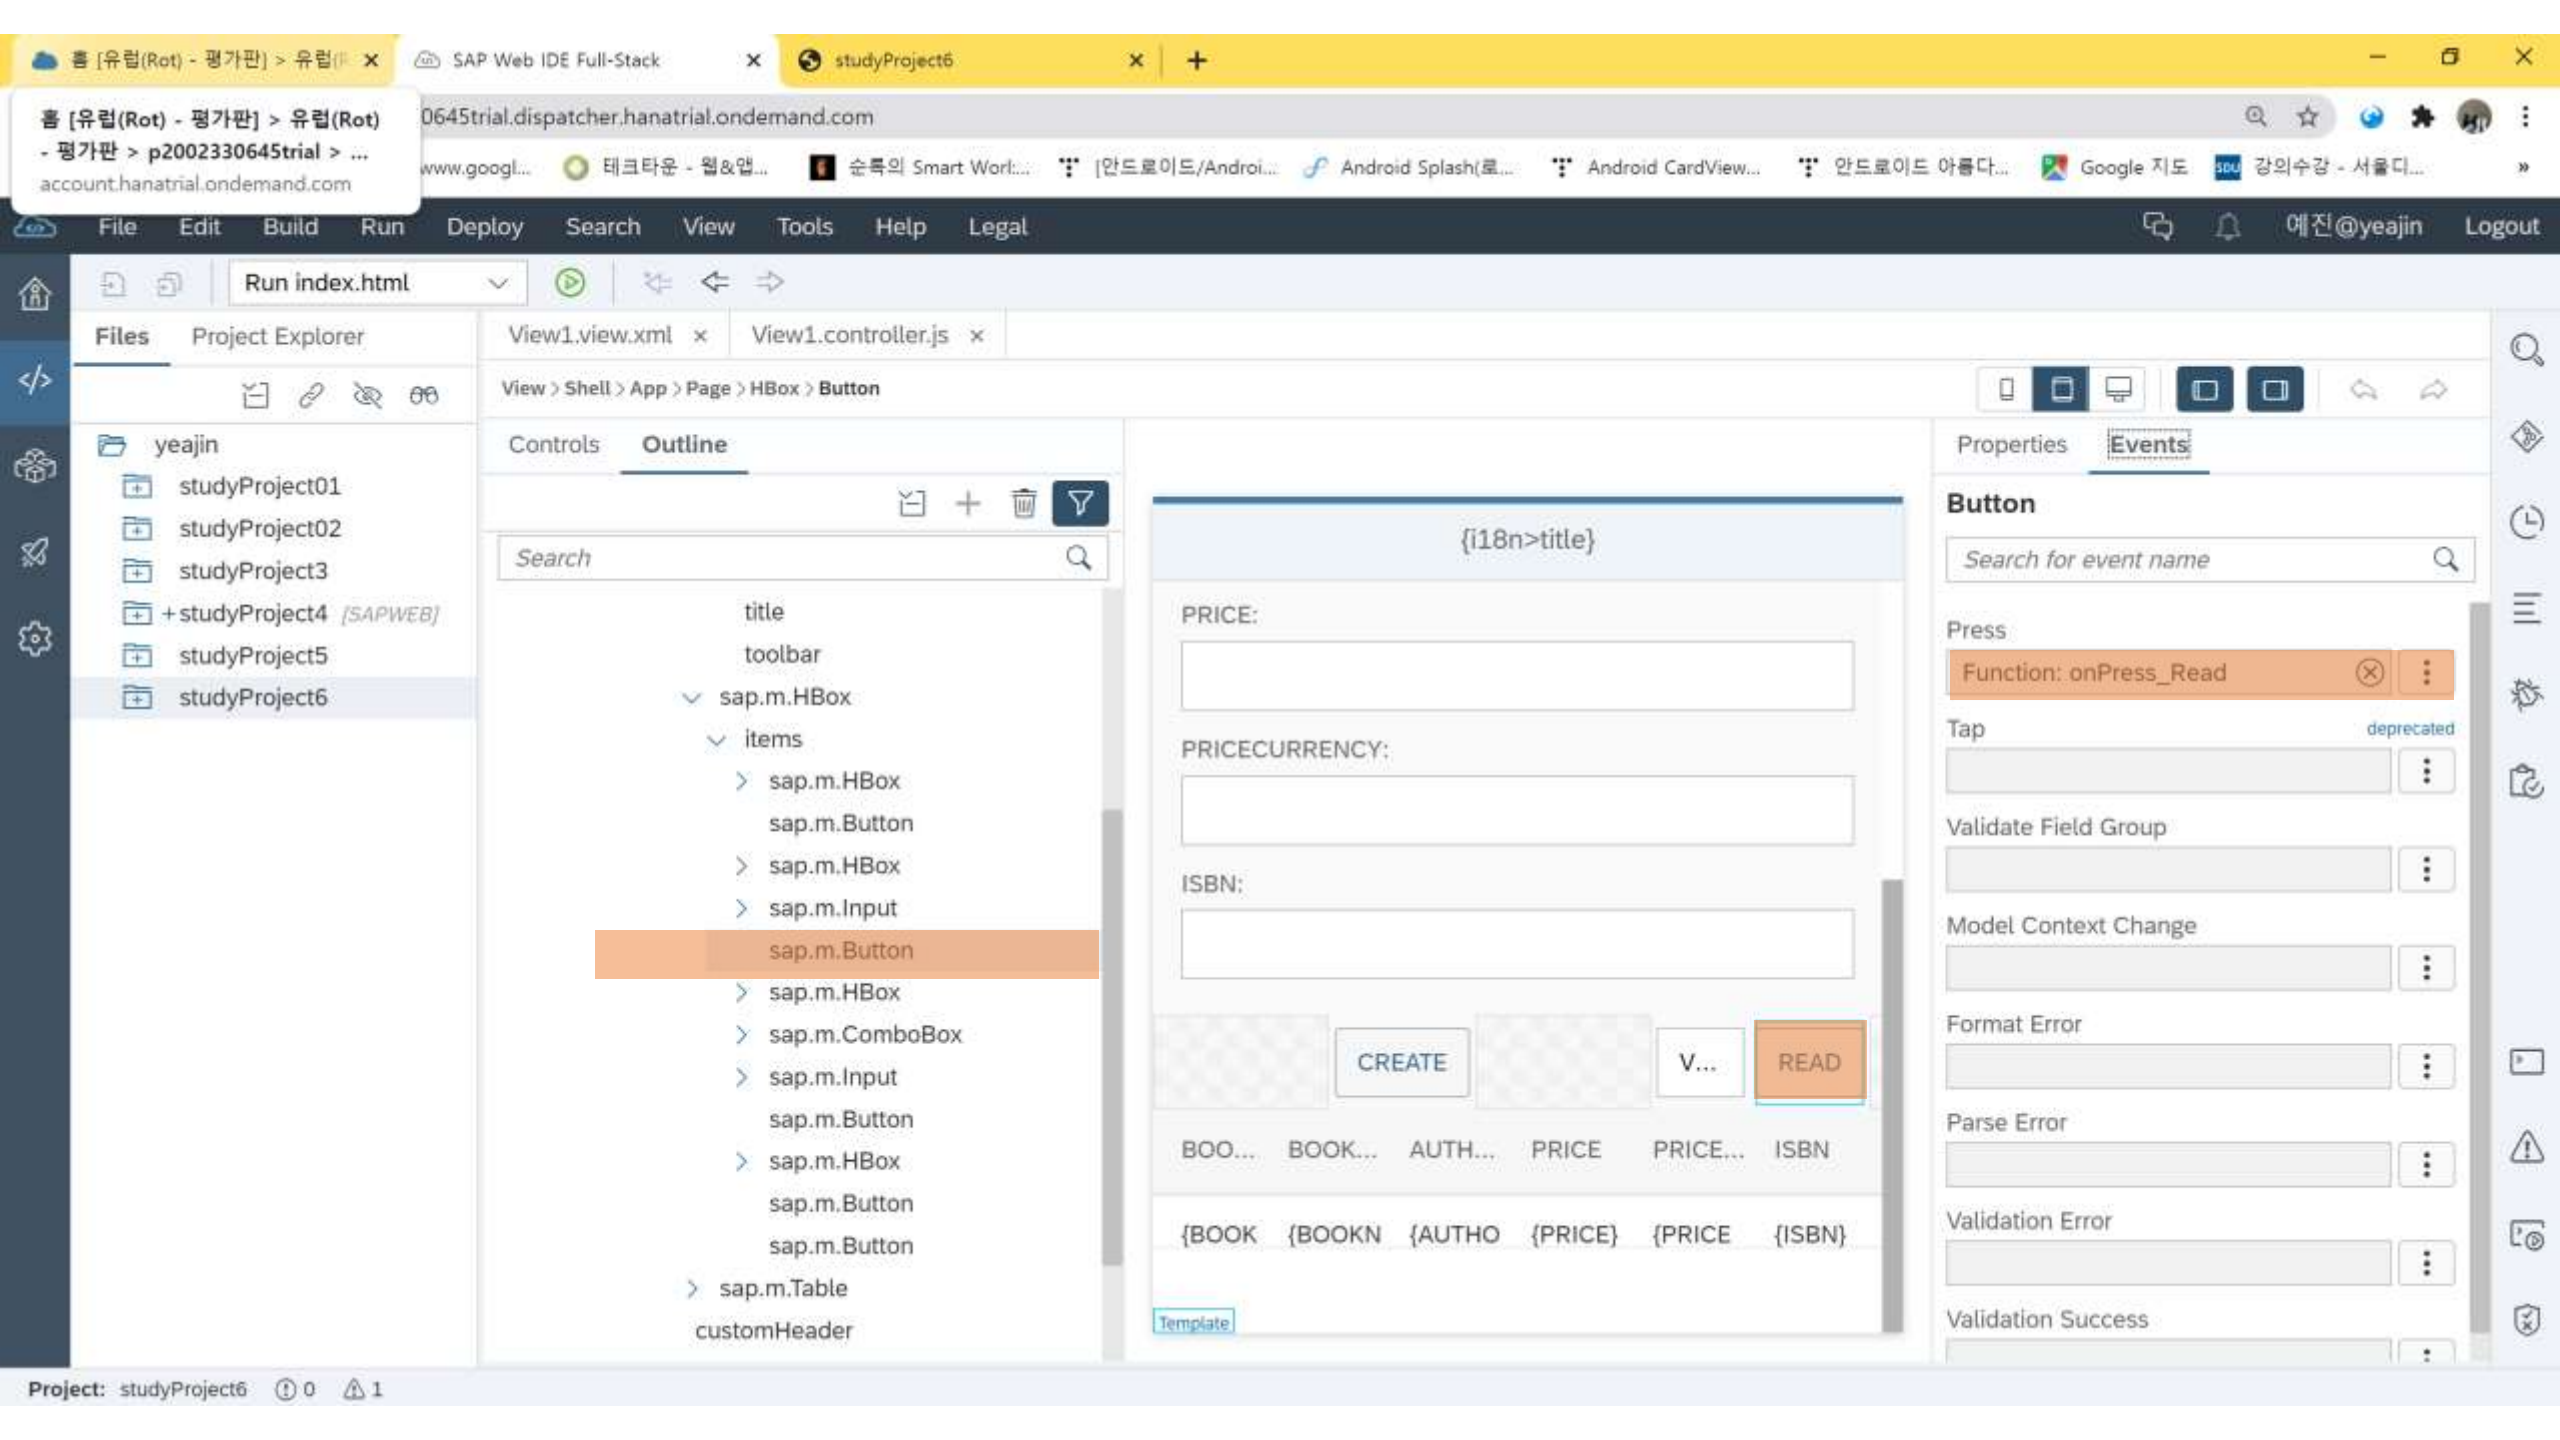 홈 [유럽(Rot) - 평가판] > 유럽(R
SAP Web IDE Full-Stack
studyProject6
홈 [유럽(Rot) - 평가판] > 유럽(Rot)
- 평가판 > p2002330645trial > ...
account.hanatrial.ondemand.com
0645trial.dispatcher.hanatrial.ondemand.com
www.googl...
테크타운 - 웹&앱...
순록의 Smart Worl:...
[안드로이드/Androi...
Android Splash(로...
Android CardView...
안드로이드 아름다...
Google 지도
SDU 강의수강 - 서울디...
File Edit Build Run Deploy Search View Tools Help Legal
예진@yeajin Logout
Run index.html
Files Project Explorer
View1.view.xml
View1.controller.js
View > Shell > App > Page > HBox > Button
yeajin
studyProject01
studyProject02
studyProject3
+studyProject4 [SAPWEB]
studyProject5
studyProject6
Controls Outline
Search
title
toolbar
sap.m.HBox
items
sap.m.HBox
sap.m.Button
sap.m.HBox
sap.m.Input
sap.m.Button
sap.m.HBox
sap.m.ComboBox
sap.m.Input
sap.m.Button
sap.m.HBox
sap.m.Button
sap.m.Button
sap.m.Table
customHeader
{i18n>title}
PRICE:
PRICECURRENCY:
ISBN:
CREATE V... READ
BOO... BOOK... AUTH... PRICE PRICE... ISBN
{BOOK {BOOKN {AUTHO {PRICE} {PRICE {ISBN}
Template
Properties Events
Button
Search for event name
Press
Function: onPress_Read
Tap deprecated
Validate Field Group
Model Context Change
Format Error
Parse Error
Validation Error
Validation Success
Project: studyProject6 0 1